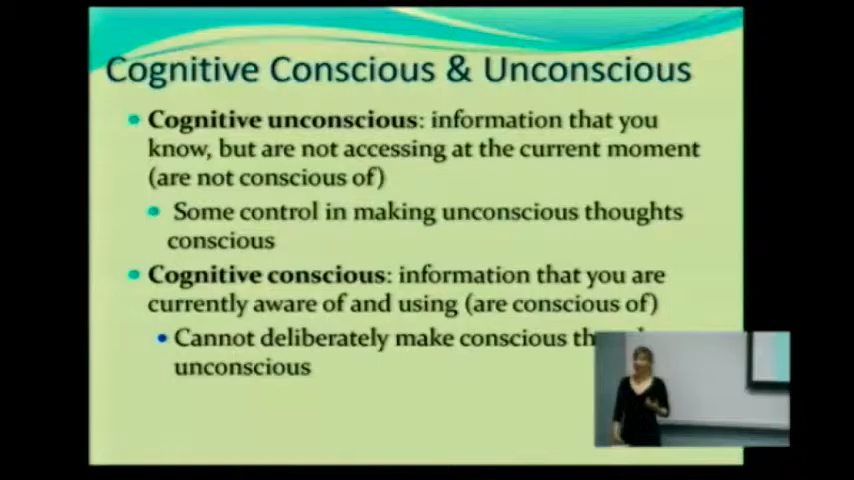 Cognitive Conscious & Unconscious
Cognitive unconscious: information that you
know, but are not accessing at the current moment
(are not conscious of)
Some control in making unconscious thoughts
conscious
Cognitive conscious: information that you are
currently aware of and using (are conscious of)
Cannot deliberately make conscious
unconscious